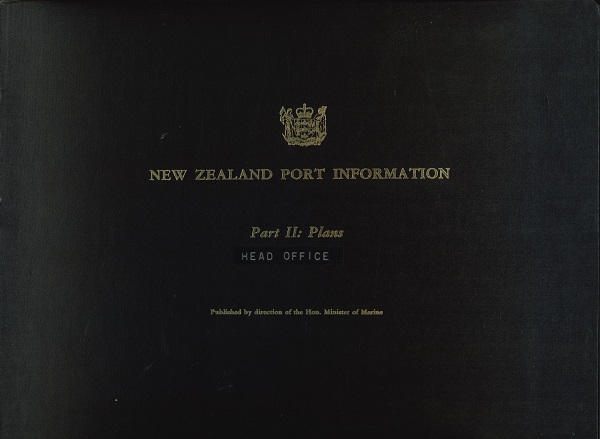 NEW ZEALAND PORT INFORMATION
Part II: Plans
HEAD OFFICE
Published by direction of the Hon. Minister of Marine